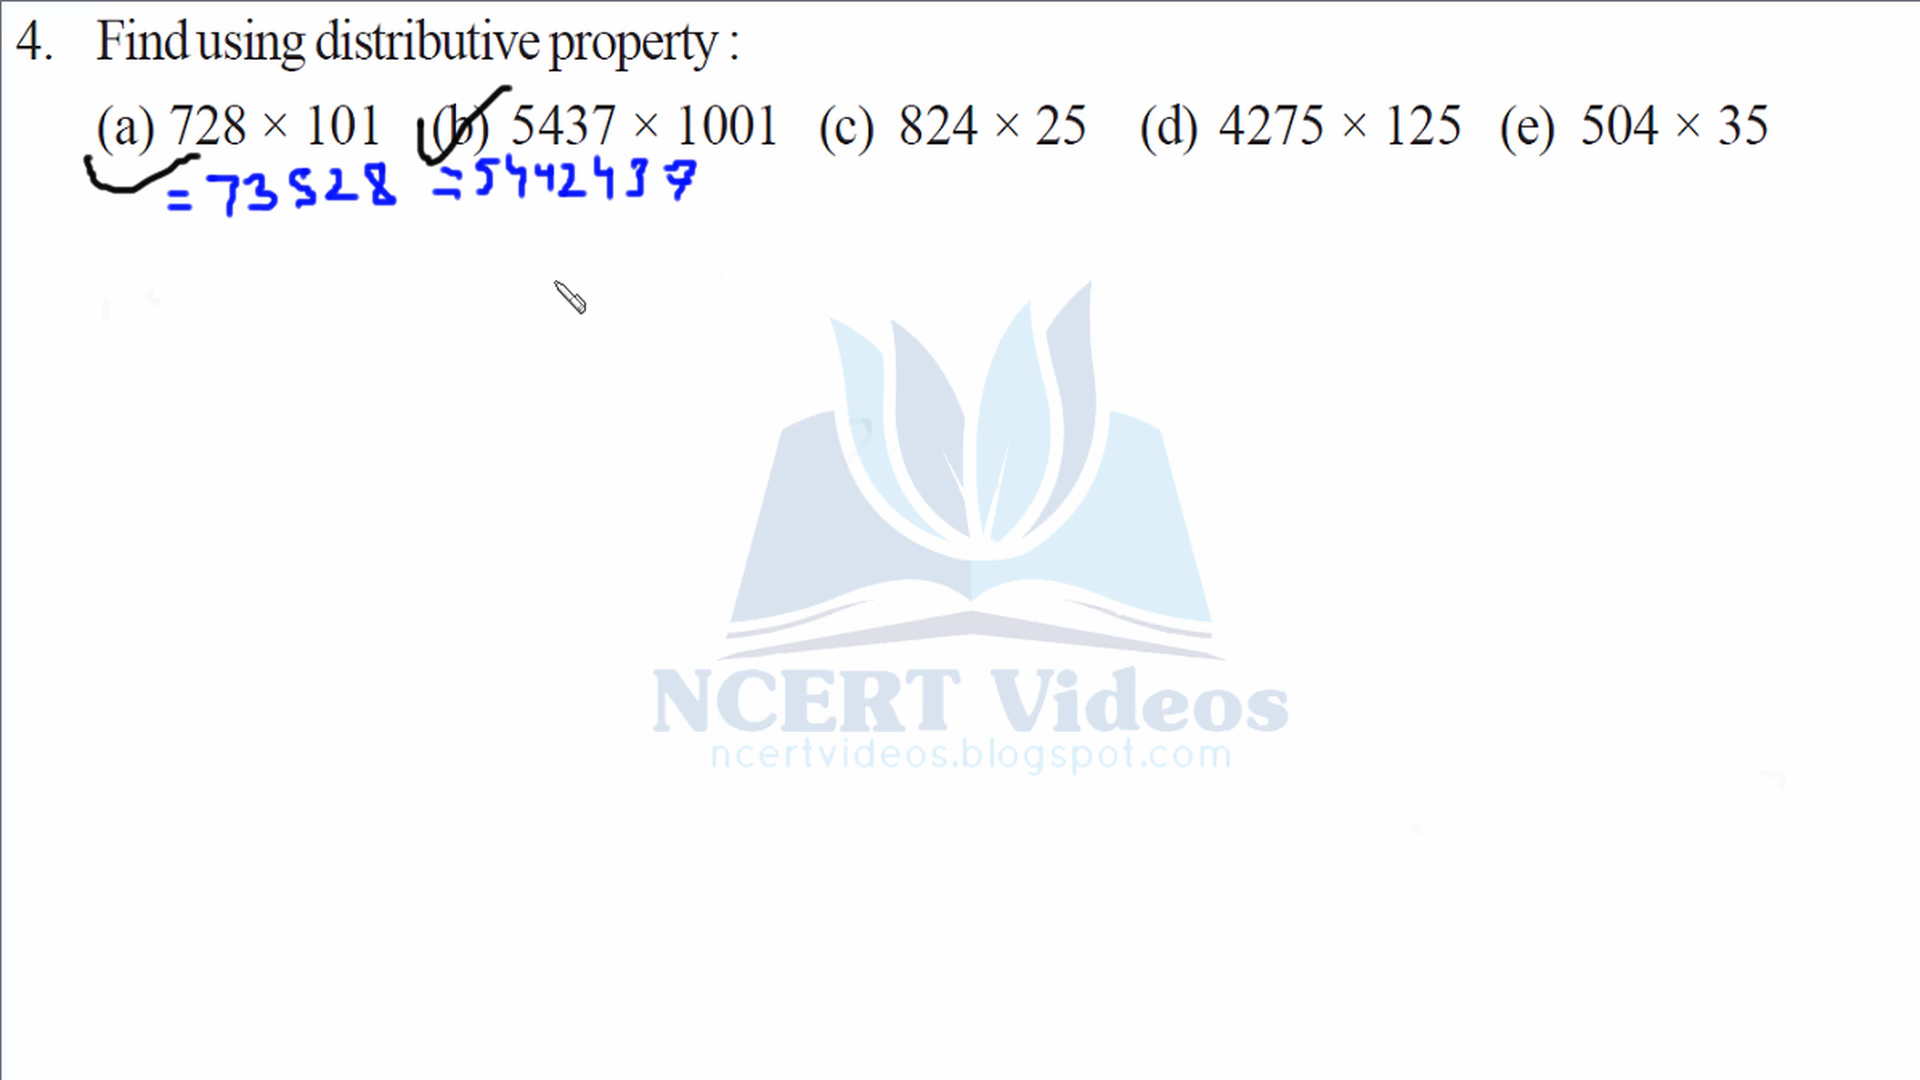 4. Find using distributive property :
(a) 728 × 101 (b) 5437 × 1001 (c) 824 × 25 (d) 4275 × 125 (e) 504 × 35
= 73528 = 5442437
NCERT Videos
ncertvideos.blogspot.com